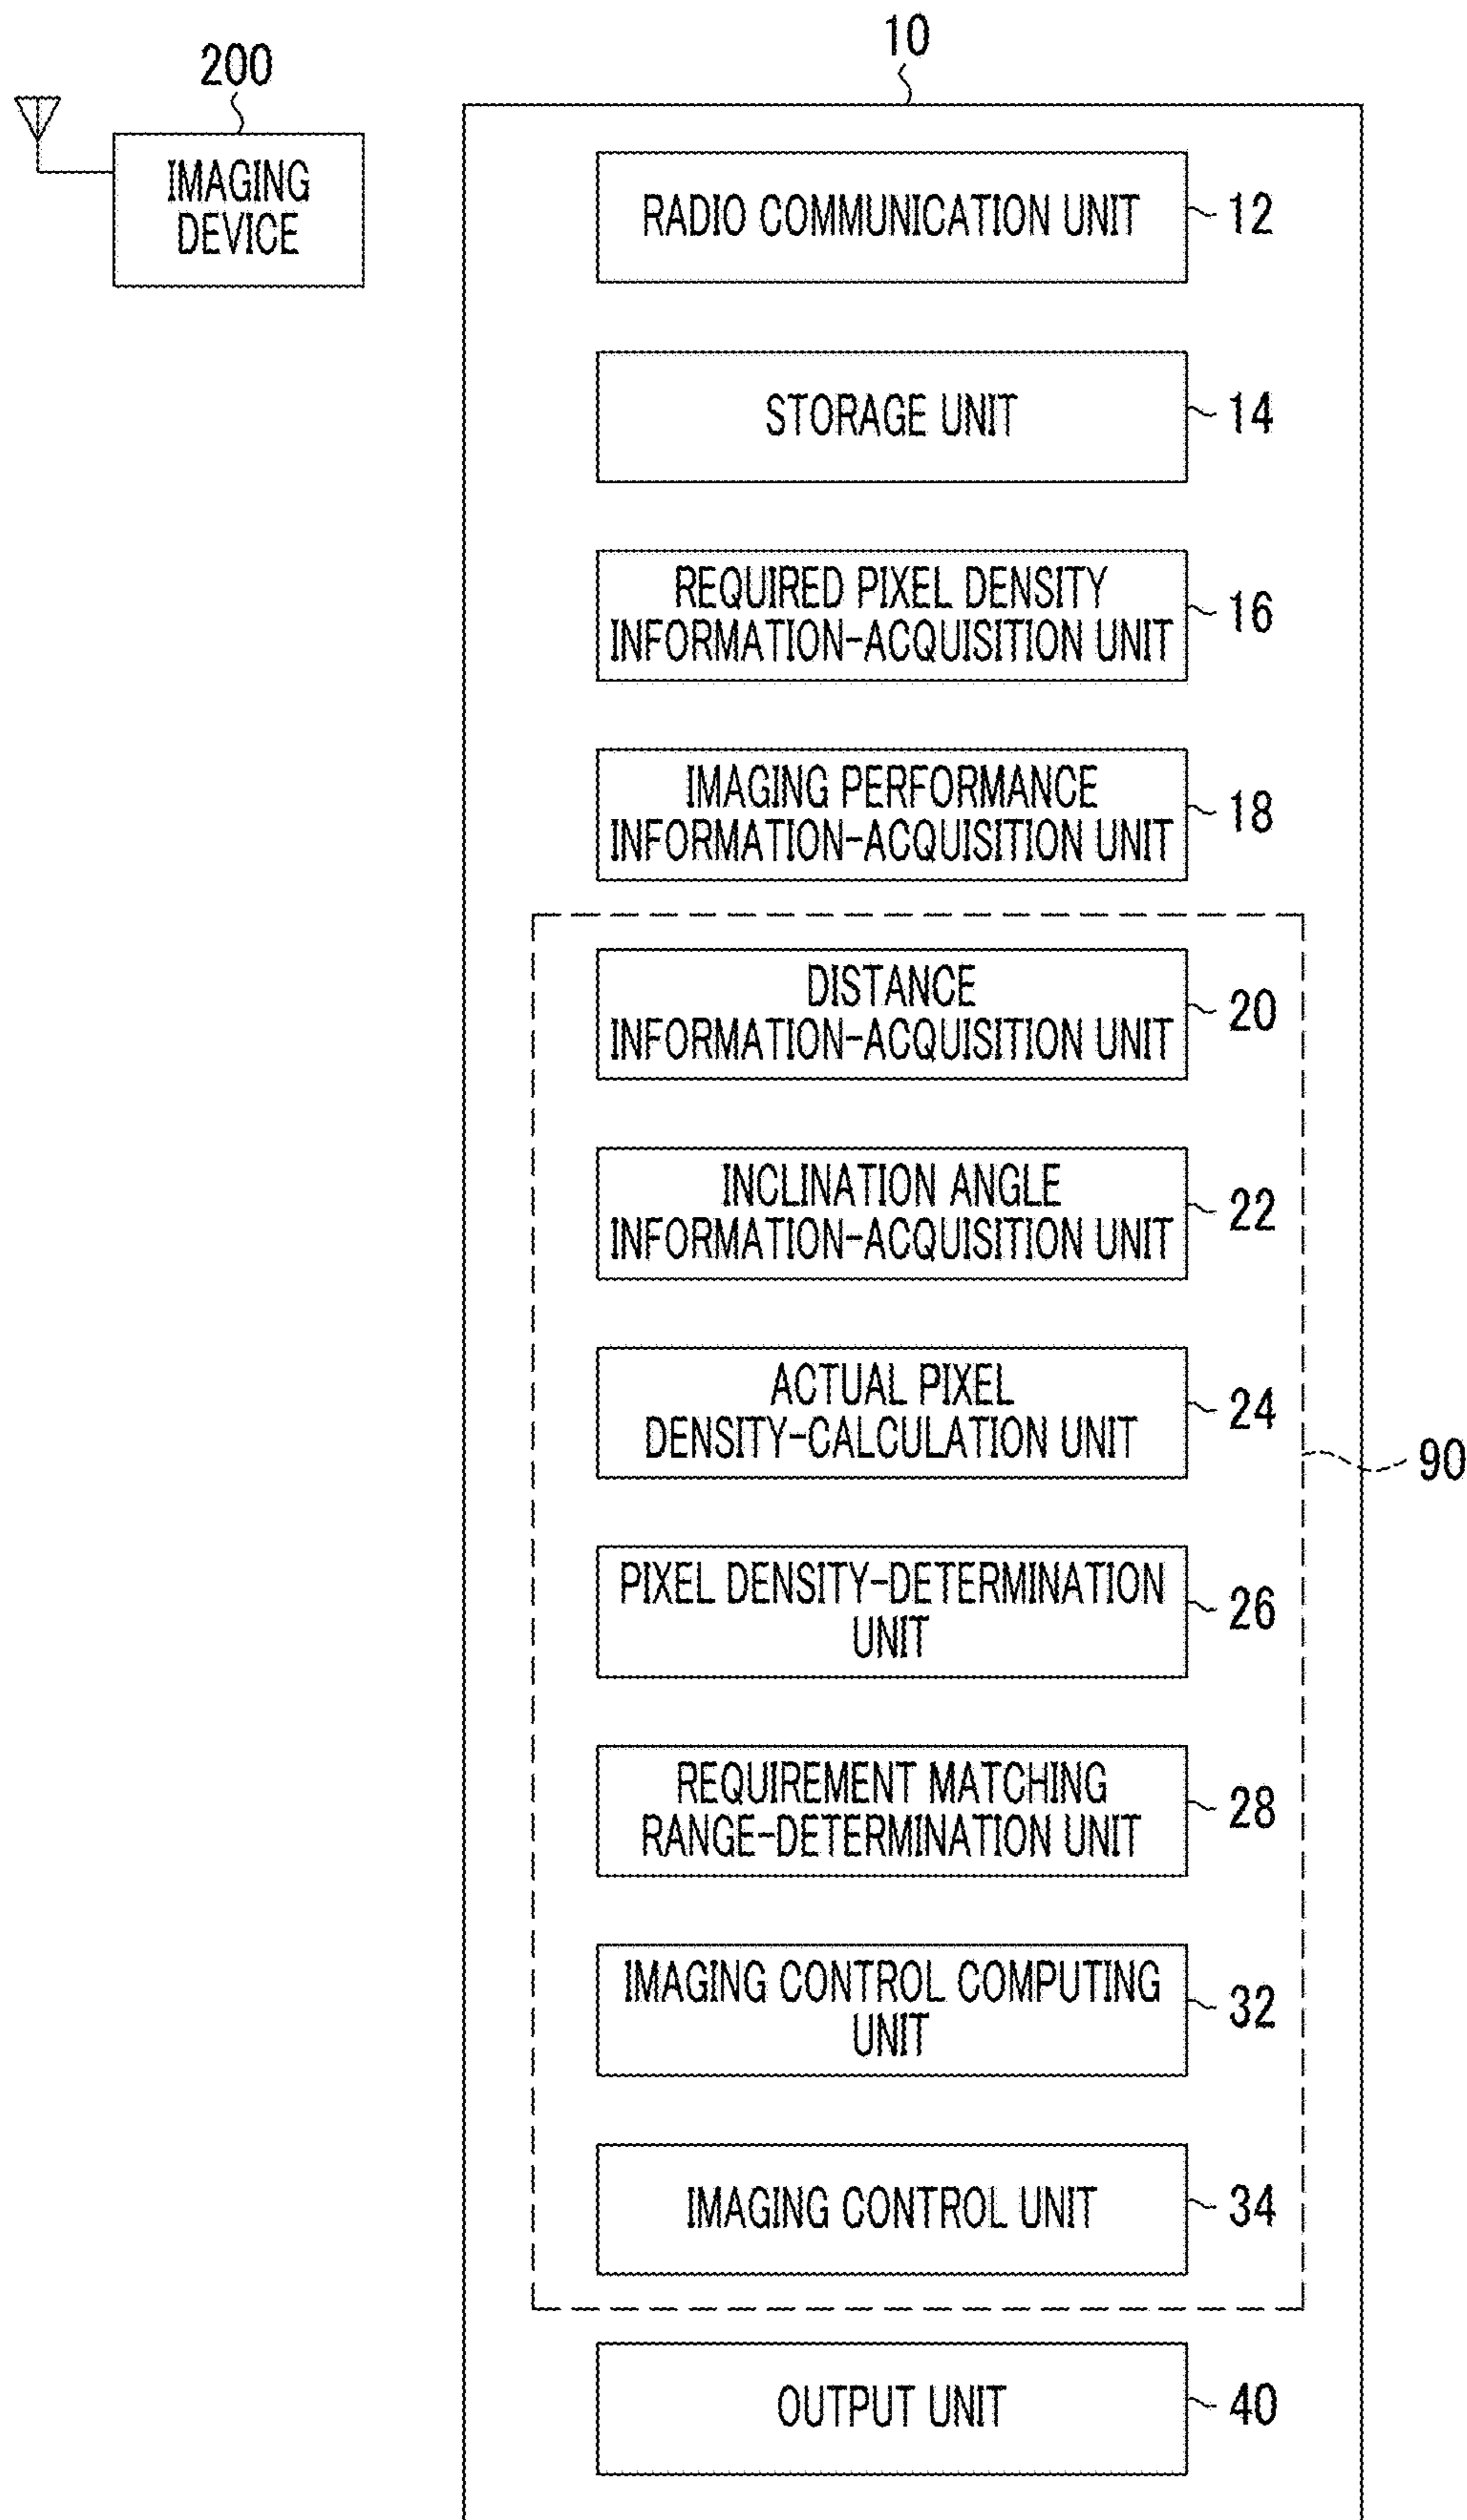 10
200
IMAGING
DEVICE
RADIO COMMUNICATION UNIT
12
STORAGE UNIT
14
REQUIRED PIXEL DENSITY
INFORMATION-ACQUISITION UNIT
16
IMAGING PERFORMANCE
INFORMATION-ACQUISITION UNIT
18
DISTANCE
INFORMATION-ACQUISITION UNIT
20
INCLINATION ANGLE
INFORMATION-ACQUISITION UNIT
22
ACTUAL PIXEL
DENSITY-CALCULATION UNIT
24
90
PIXEL DENSITY-DETERMINATION
UNIT
26
REQUIREMENT MATCHING
RANGE-DETERMINATION UNIT
28
IMAGING CONTROL COMPUTING
UNIT
32
IMAGING CONTROL UNIT
34
OUTPUT UNIT
40